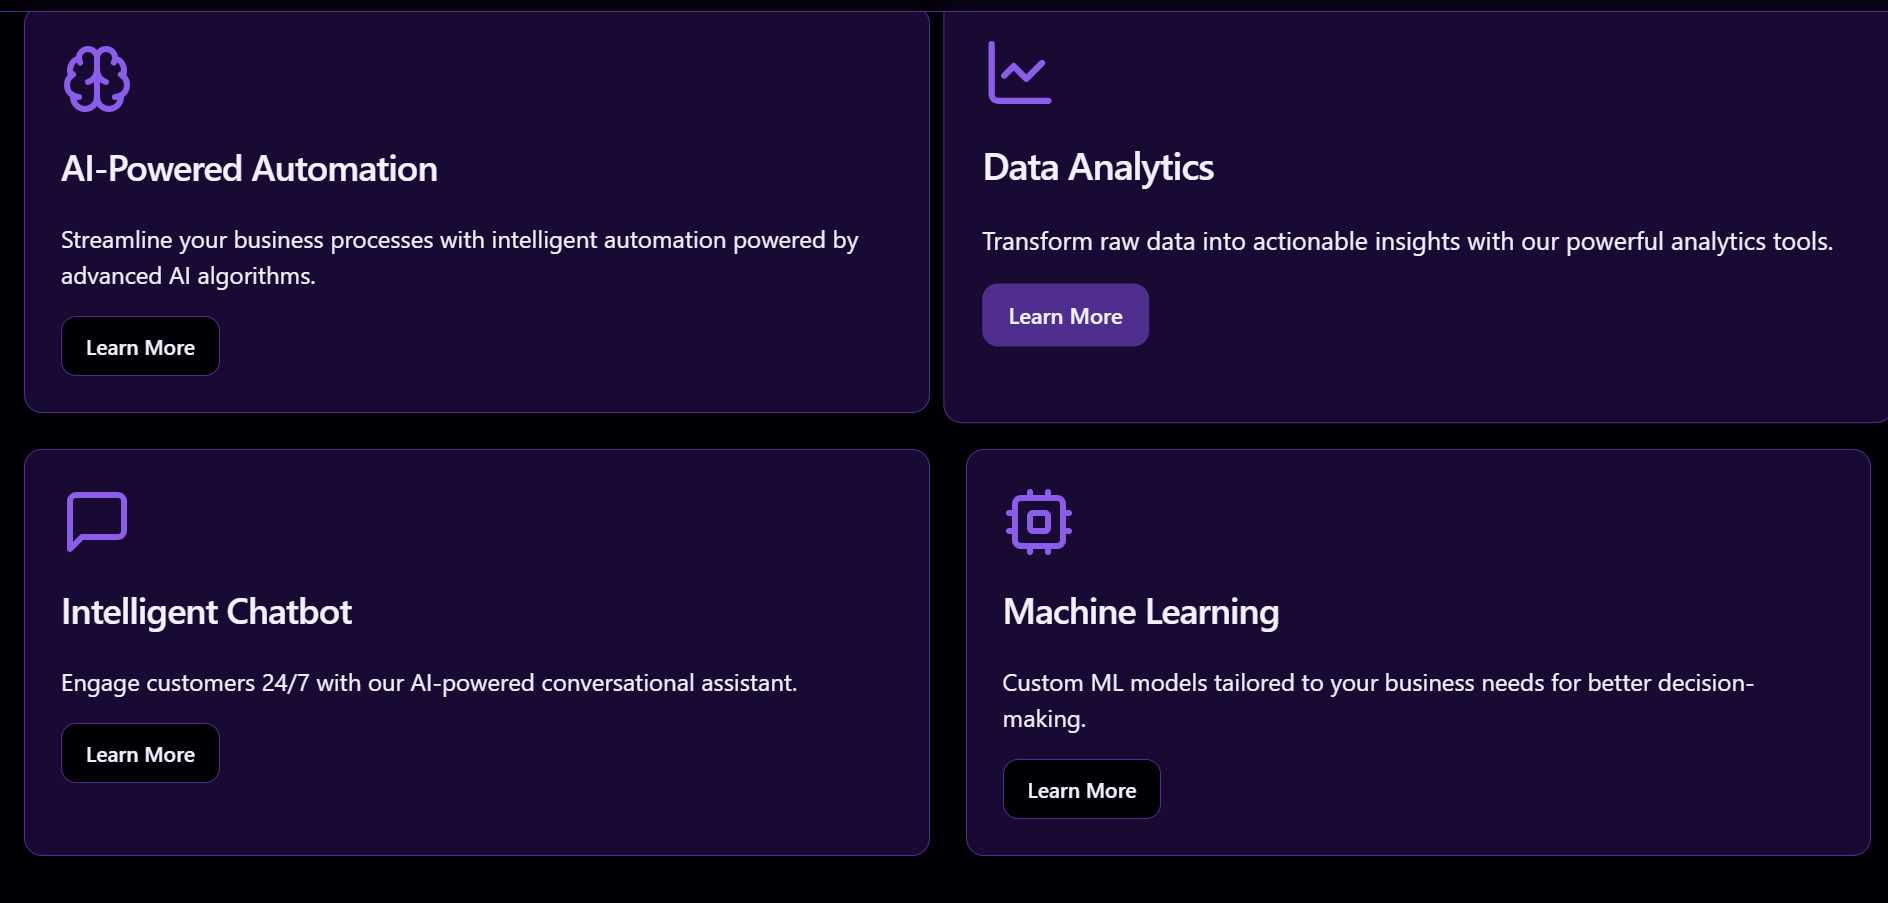 AI-Powered Automation
Streamline your business processes with intelligent automation powered by
advanced AI algorithms.
Learn More
Data Analytics
Transform raw data into actionable insights with our powerful analytics tools.
Learn More
Intelligent Chatbot
Engage customers 24/7 with our AI-powered conversational assistant.
Learn More
Machine Learning
Custom ML models tailored to your business needs for better decision-
making.
Learn More